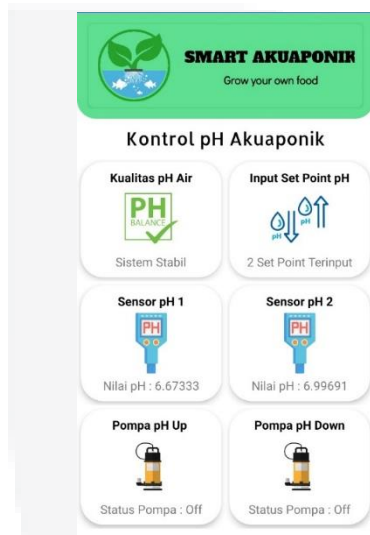 SMART AKUAPONIK
Grow your own food
Kontrol pH Akuaponik
Kualitas pH Air
Input Set Point pH
PH
BALANCE
pH
pH
Sistem Stabil
2 Set Point Terinput
Sensor pH 1
Sensor pH 2
PH
PH
Nilai pH : 6.67333
Nilai pH : 6.99691
Pompa pH Up
Pompa pH Down
Status Pompa : Off
Status Pompa : Off